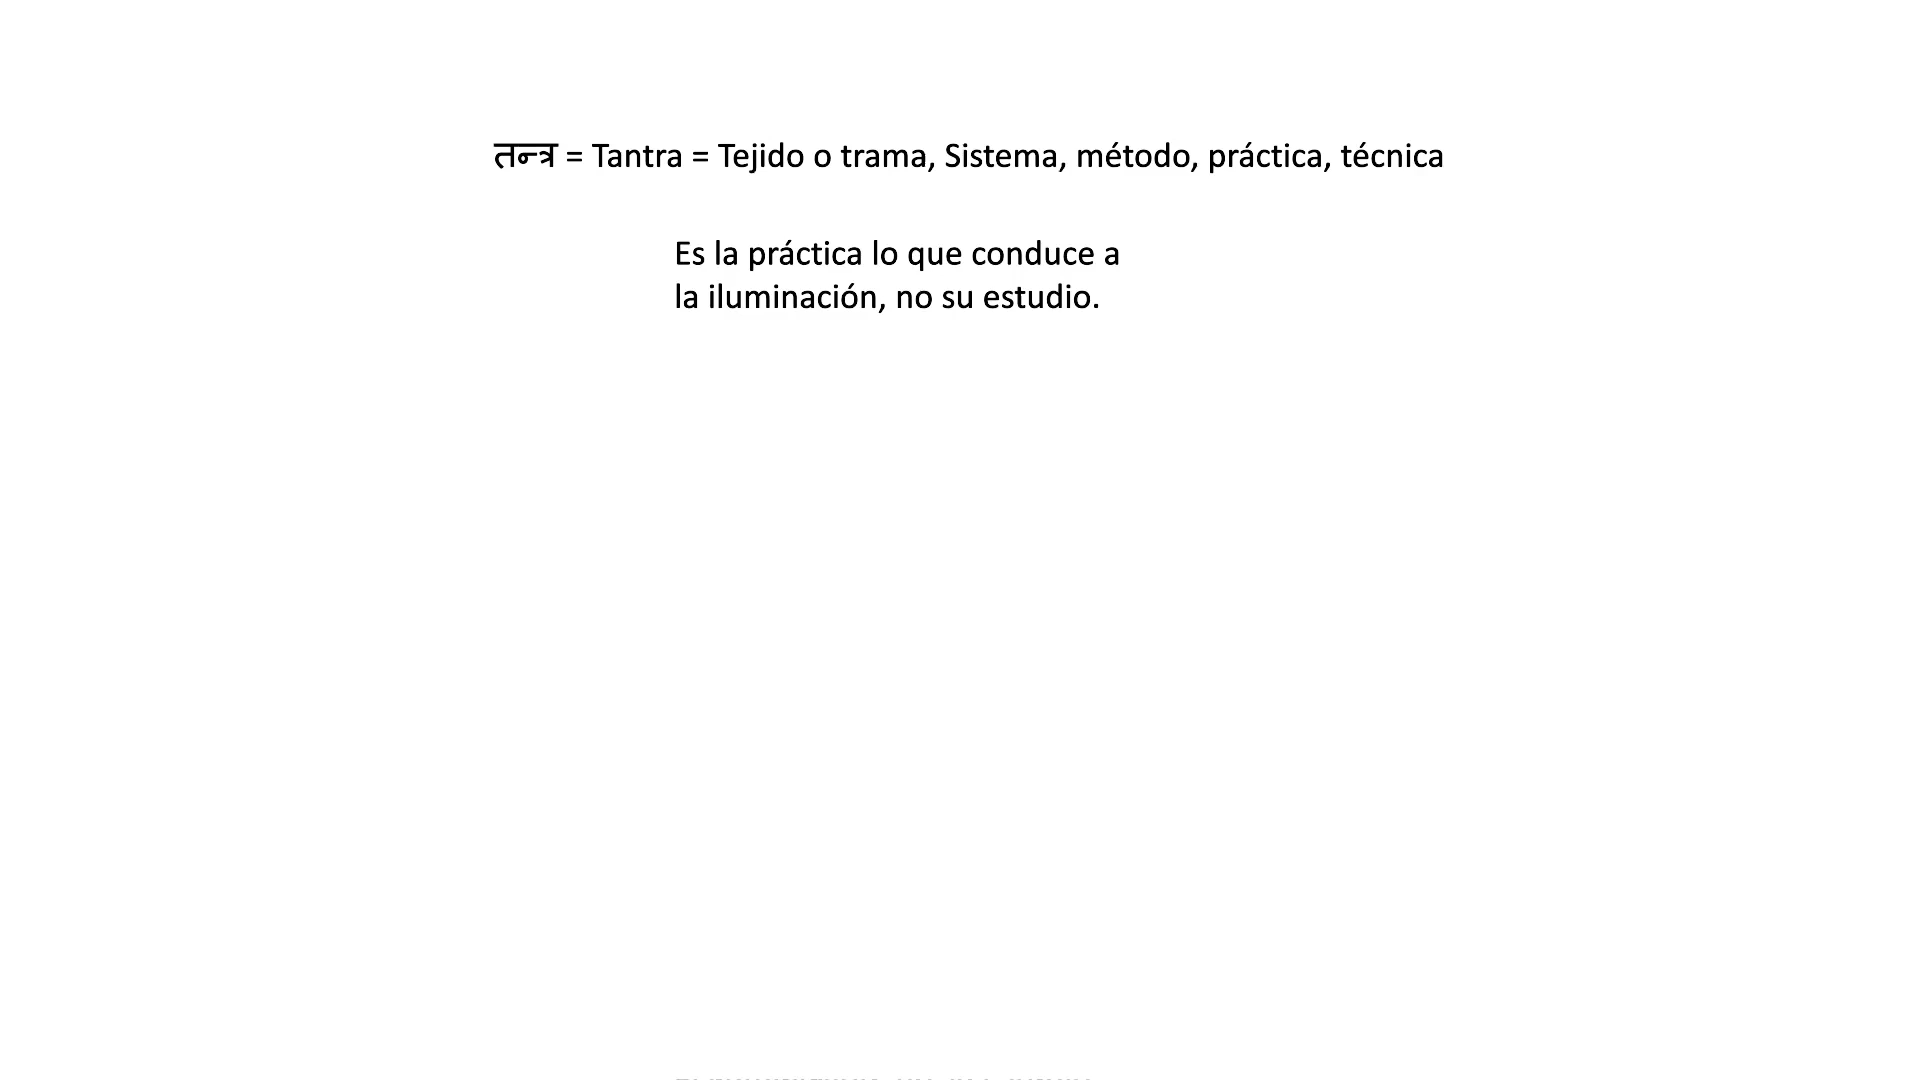 तन्त्र = Tantra = Tejido o trama, Sistema, método, práctica, técnica
Es la práctica lo que conduce a
la iluminación, no su estudio.